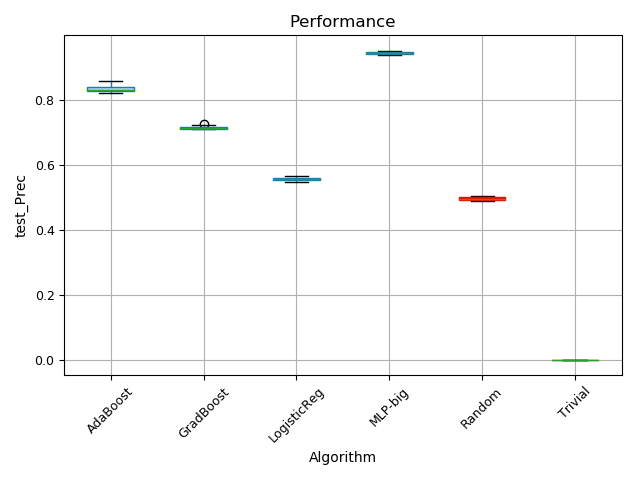 Performance
test_Prec
0.8
0.6
0.4
0.2
0.0
AdaBoost
GradBoost
LogisticReg
MLP-big
Random
Trivial
Algorithm